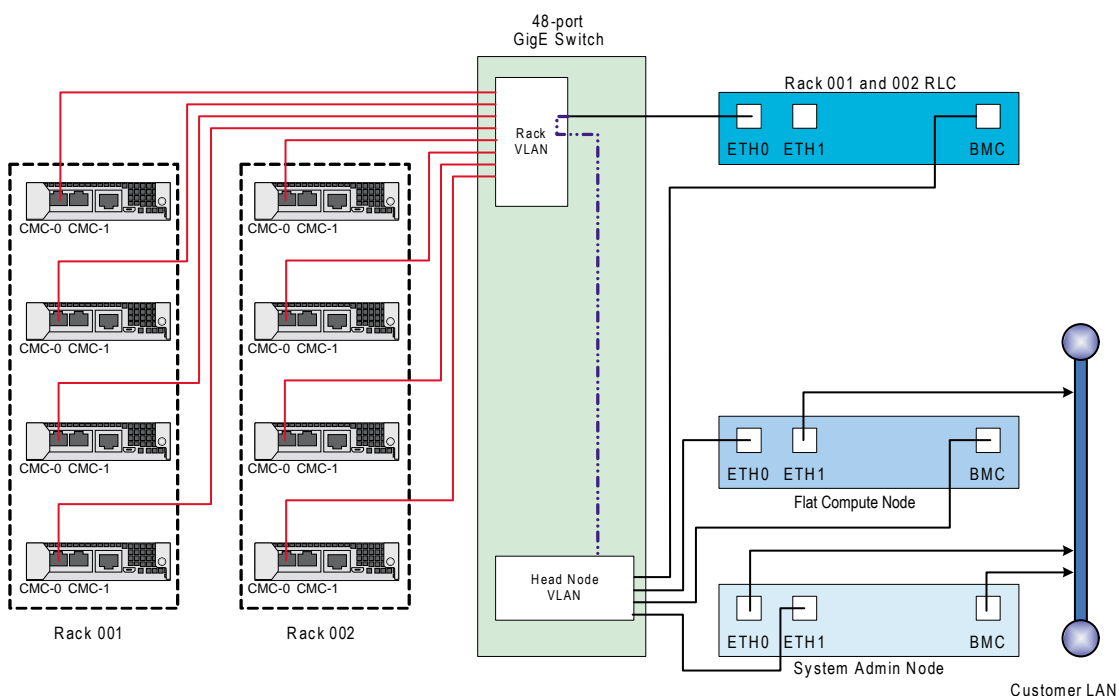 48-port
GigE Switch
Rack
VLAN
Rack 001 and 002 RLC
ETH0 ETH1 BMC
CMC-0 CMC-1
CMC-0 CMC-1
CMC-0 CMC-1
CMC-0 CMC-1
CMC-0 CMC-1
CMC-0 CMC-1
ETH0 ETH1 BMC
Flat Compute Node
CMC-0 CMC-1
CMC-0 CMC-1
Head Node
VLAN
Rack 001
Rack 002
ETH0 ETH1 BMC
System Admin Node
Customer LAN